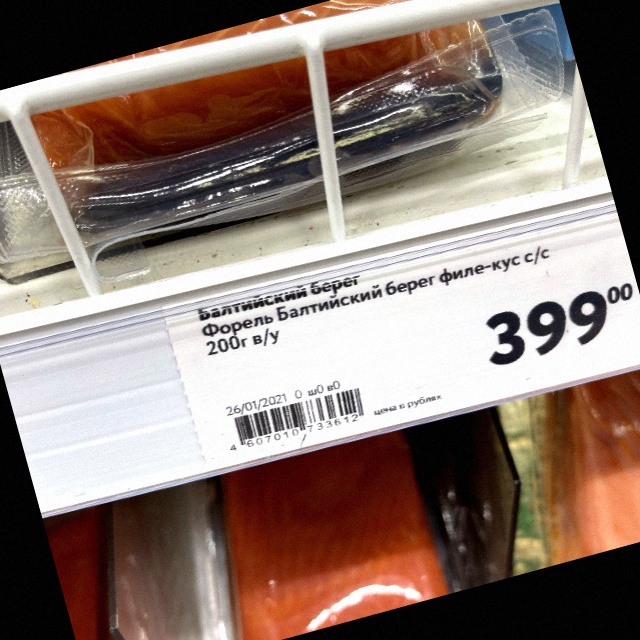 Балтийский берег
Форель Балтийский берег филе-кус с/с
200г в/у
399 00
26/01/2021 0 ш0 в0
цена в рублях
4 607010 733612